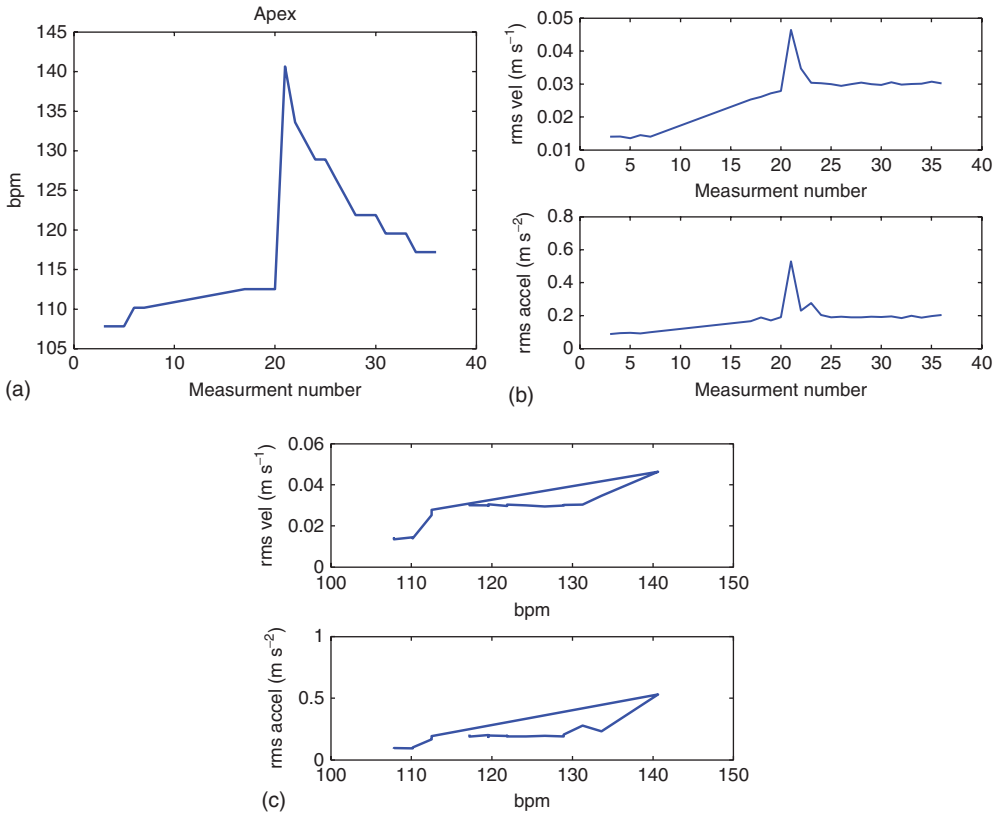 Apex
145
140
135
130
125
120
115
110
105
bpm
0 10 20 30 40
Measurment number
(a)
0.05
0.04
0.03
0.02
0.01
rms vel (m s−1)
0 5 10 15 20 25 30 35 40
Measurment number
0.8
0.6
0.4
0.2
0
rms accel (m s−2)
0 5 10 15 20 25 30 35 40
Measurment number
(b)
0.06
0.04
0.02
0
rms vel (m s−1)
100 110 120 130 140 150
bpm
1
0.5
0
rms accel (m s−2)
100 110 120 130 140 150
bpm
(c)